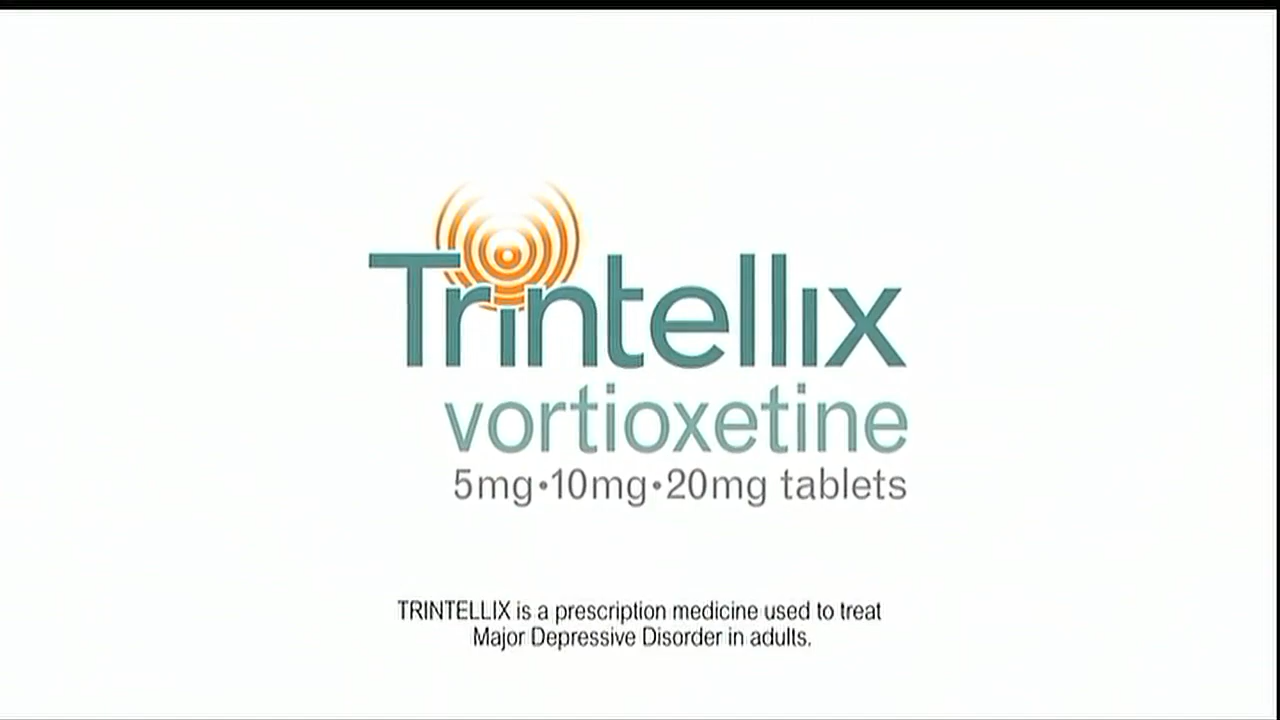 Trintellix
vortioxetine
5mg•10mg•20mg tablets
TRINTELLIX is a prescription medicine used to treat
Major Depressive Disorder in adults.